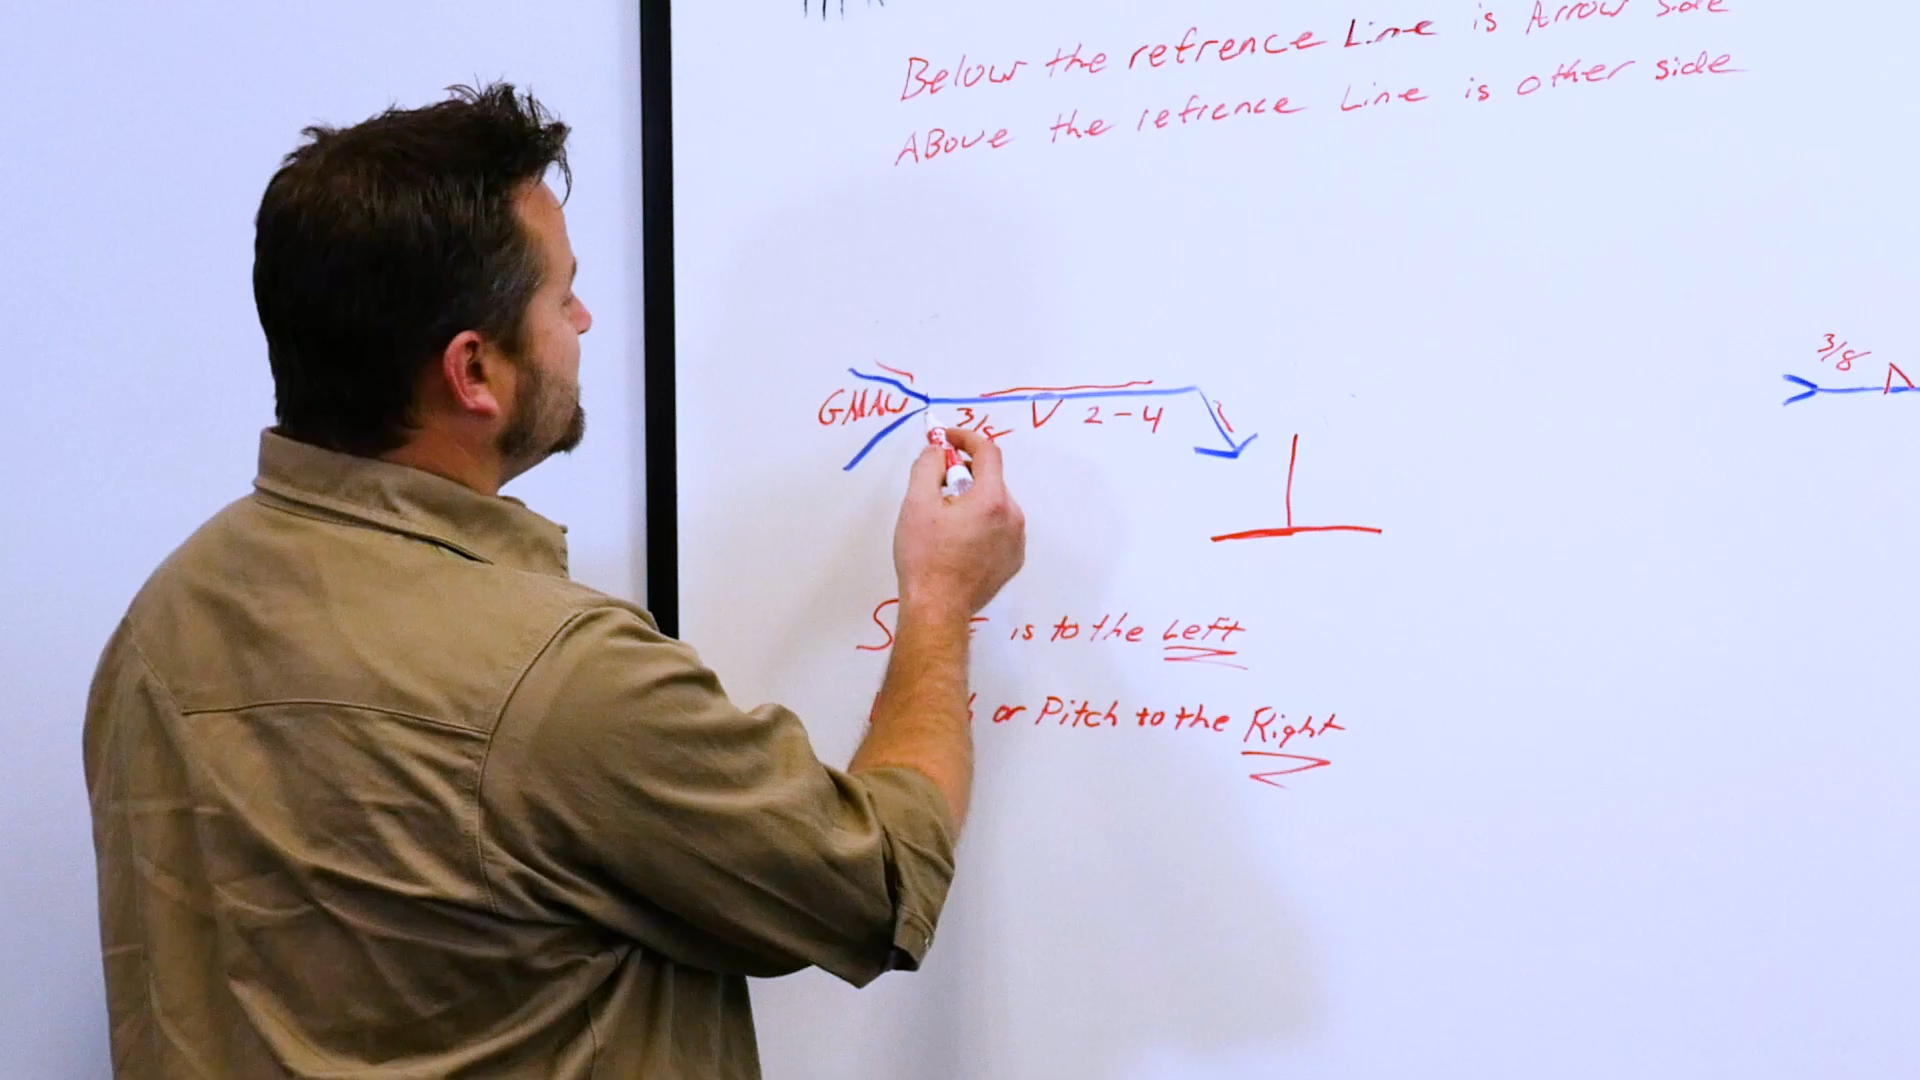 Below the refrence Line is Arrow side
ABove the refrence Line is other side
3/8
GMAW 3/8 2-4
is to the Left
or Pitch to the Right